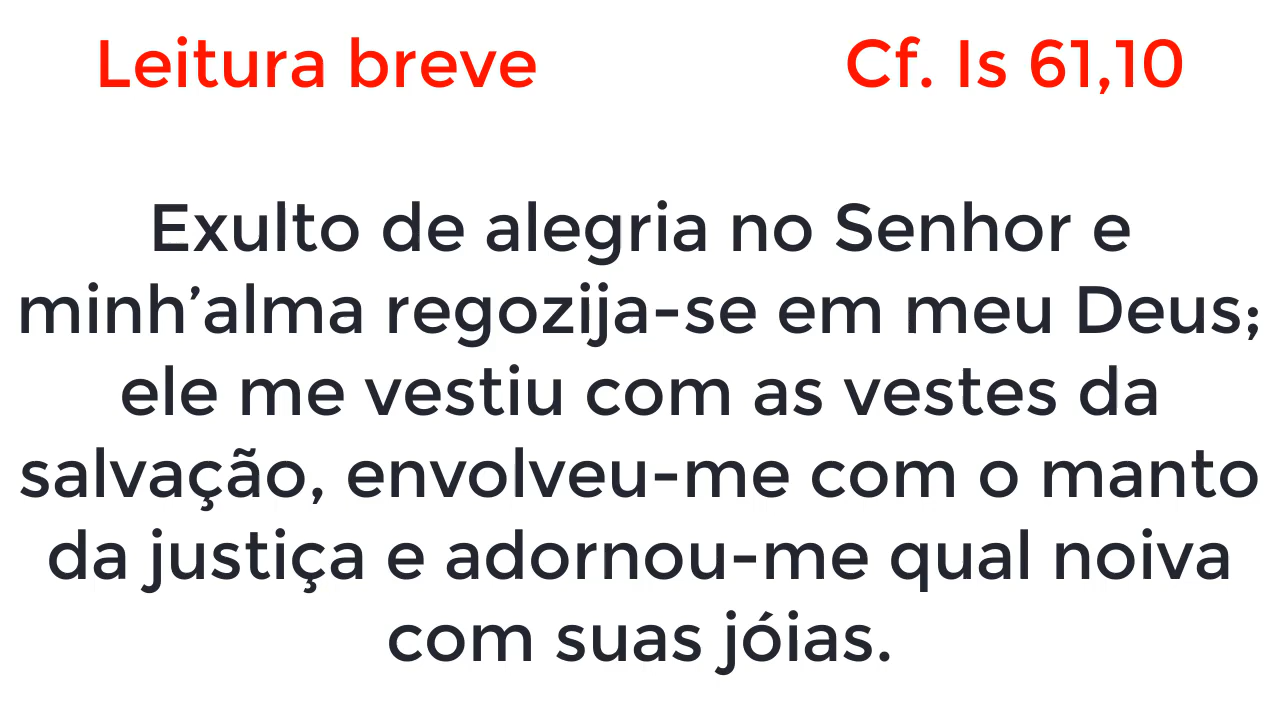 Leitura breve Cf. Is 61,10
Exulto de alegria no Senhor e
minh’alma regozija-se em meu Deus;
ele me vestiu com as vestes da
salvação, envolveu-me com o manto
da justiça e adornou-me qual noiva
com suas jóias.